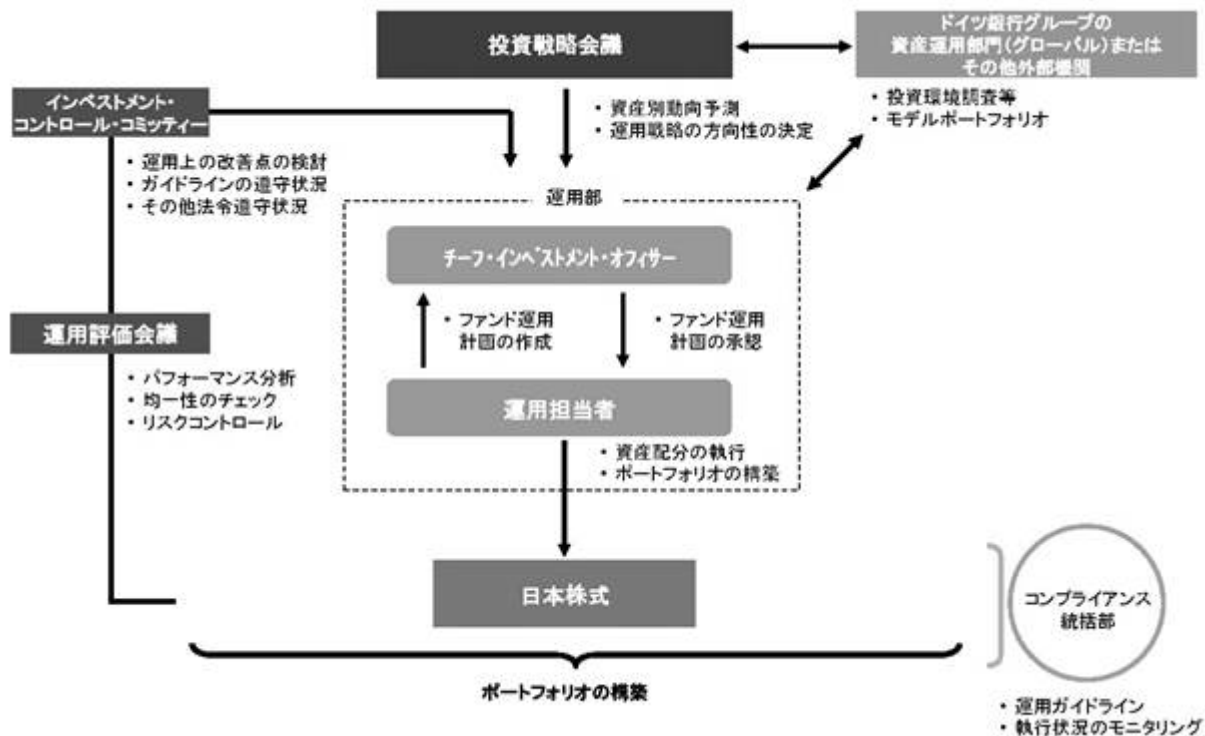 投資戦略会議
ドイツ銀行グループの
資産運用部門(グローバル)または
その他外部機関
・投資環境調査等
・モデルポートフォリオ
・資産別動向予測
・運用戦略の方向性の決定
インベストメント・
コントロール・コミッティー
・運用上の改善点の検討
・ガイドラインの遵守状況
・その他法令遵守状況
運用部
チーフ・インベストメント・オフィサー
・ファンド運用
計画の作成
・ファンド運用
計画の承認
運用評価会議
・パフォーマンス分析
・均一性のチェック
・リスクコントロール
運用担当者
・資産配分の執行
・ポートフォリオの構築
日本株式
コンプライアンス
統括部
ポートフォリオの構築
・運用ガイドライン
・執行状況のモニタリング